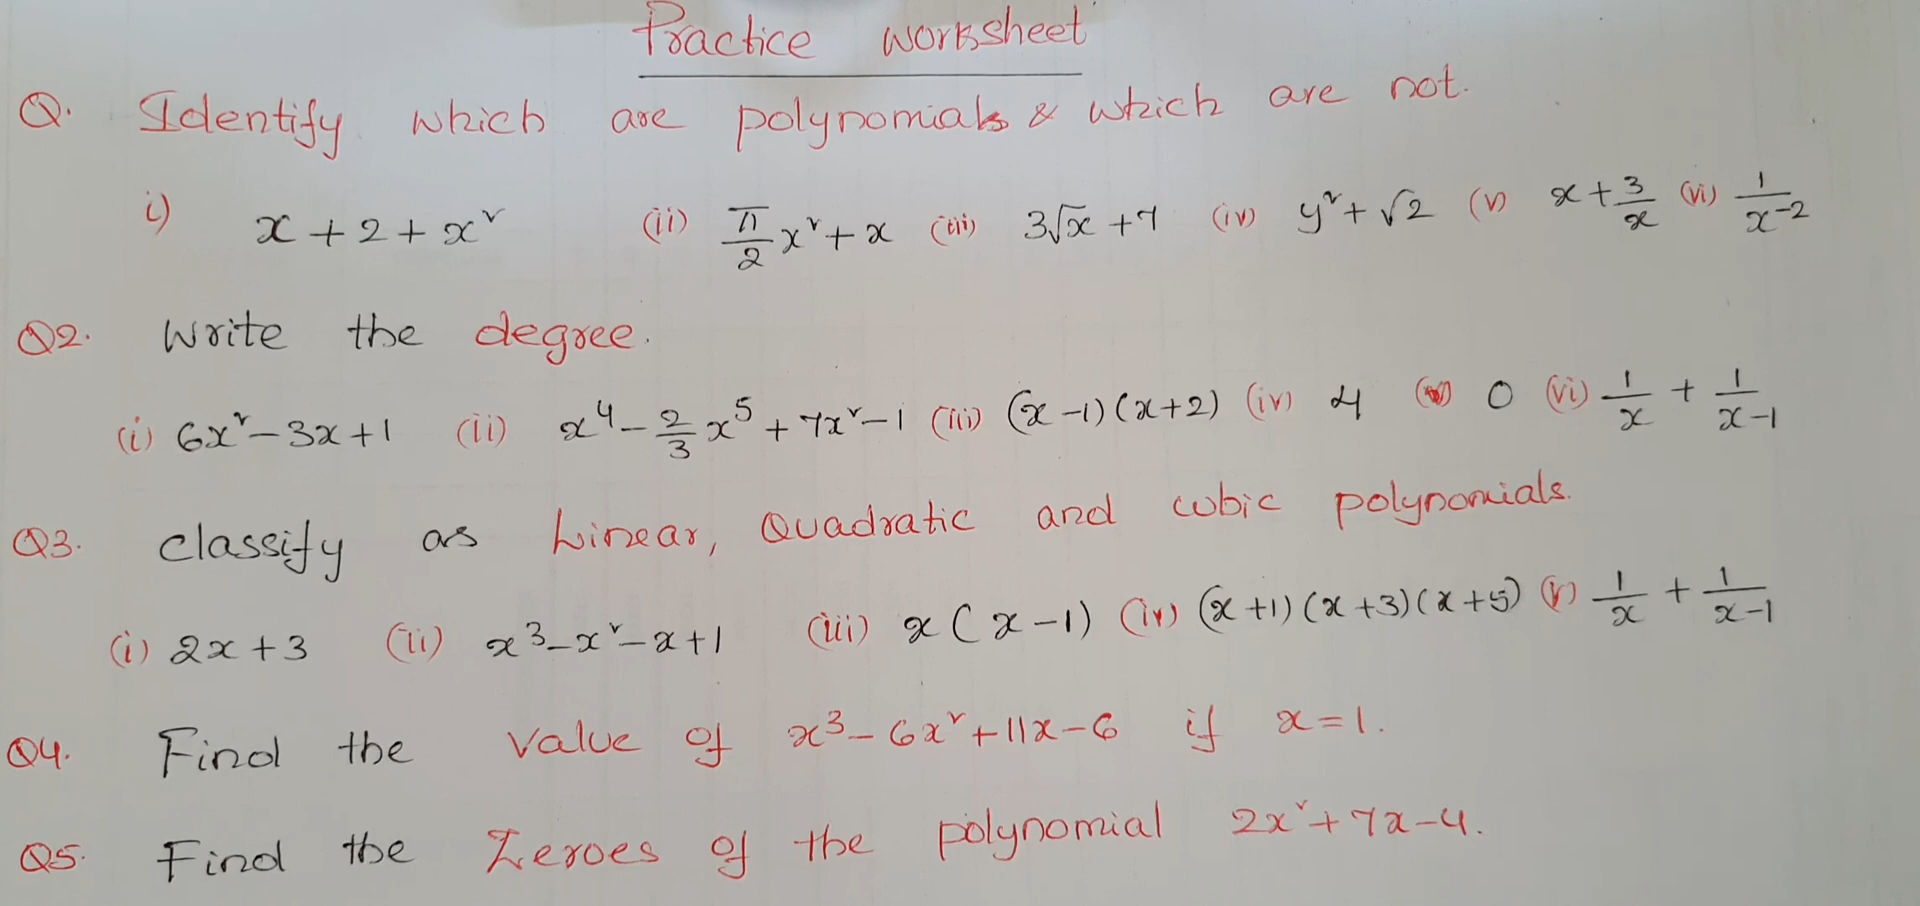 Practice worksheet
Q. Identify which are polynomials & which are not.
i) x + 2 + x² (ii) π/2 x² + x (iii) 3√x + 7 (iv) y² + √2 (v) x + 3/x (vi) 1/x-2
Q2. Write the degree.
(i) 6x² - 3x + 1 (ii) x⁴ - 2/3 x⁵ + 7x² - 1 (iii) (x - 1)(x + 2) (iv) 4 (v) 0 (vi) 1/x + 1/x-1
Q3. classify as Linear, Quadratic and cubic polynomials.
(i) 2x + 3 (ii) x³ - x² - x + 1 (iii) x(x - 1) (iv) (x + 1)(x + 3)(x + 5) (v) 1/x + 1/x-1
Q4. Find the value of x³ - 6x² + 11x - 6 if x = 1.
Q5. Find the Zeroes of the polynomial 2x² + 7x - 4.